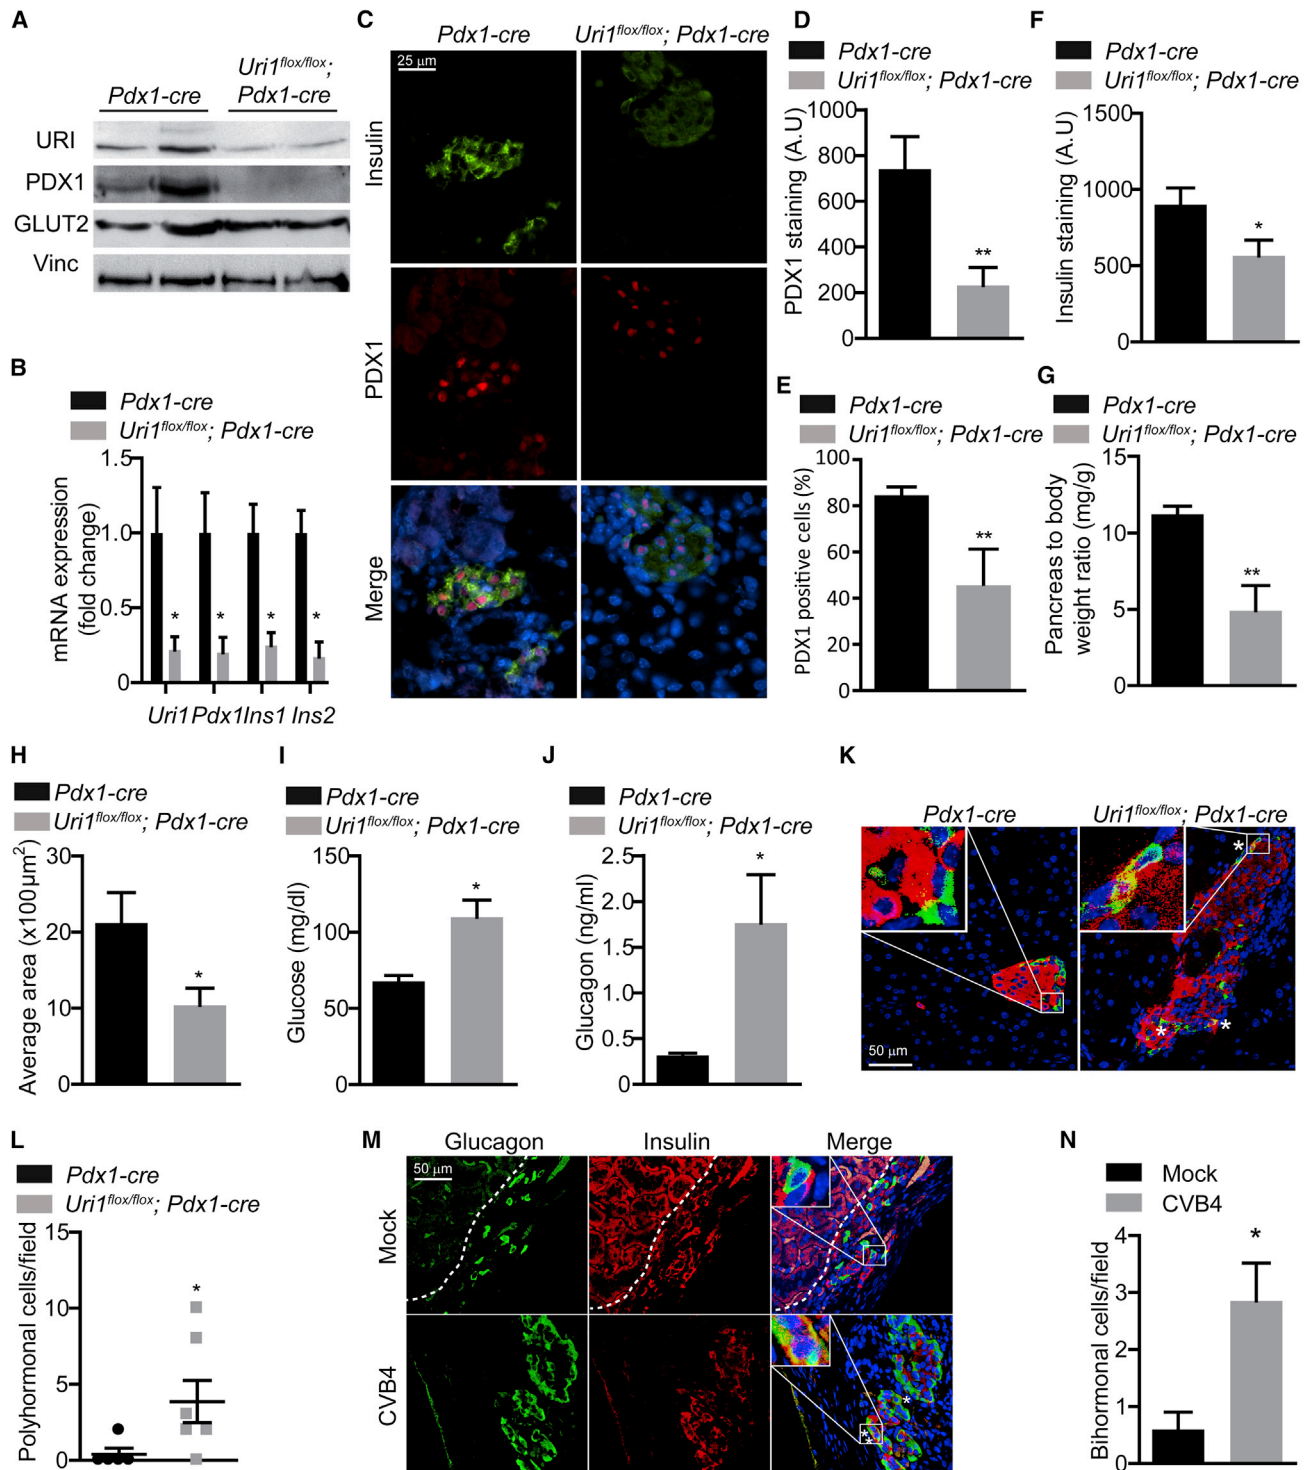 A
Uri1flox/flox;
Pdx1-cre Pdx1-cre
URI
PDX1
GLUT2
Vinc
B
Pdx1-cre
Uri1flox/flox; Pdx1-cre
mRNA expression
(fold change)
1.5
1.0
0.5
0
* * * *
Uri1 Pdx1 Ins1 Ins2
C
Pdx1-cre Uri1flox/flox; Pdx1-cre
25 µm
Insulin
PDX1
Merge
D
Pdx1-cre
Uri1flox/flox; Pdx1-cre
PDX1 staining (A.U)
1000
800
600
400
200
0
**
E
Pdx1-cre
Uri1flox/flox; Pdx1-cre
PDX1 positive cells (%)
100
80
60
40
20
0
**
F
Pdx1-cre
Uri1flox/flox; Pdx1-cre
Insulin staining (A.U)
1500
1000
500
0
*
G
Pdx1-cre
Uri1flox/flox; Pdx1-cre
Pancreas to body
weight ratio (mg/g)
15
10
5
0
**
H
Pdx1-cre
Uri1flox/flox; Pdx1-cre
Average area (x100µm²)
30
20
10
0
*
I
Pdx1-cre
Uri1flox/flox; Pdx1-cre
Glucose (mg/dl)
150
100
50
0
*
J
Pdx1-cre
Uri1flox/flox; Pdx1-cre
Glucagon (ng/ml)
2.5
2.0
1.5
1.0
0.5
0
*
K
Pdx1-cre Uri1flox/flox; Pdx1-cre
*
* *
50 µm
L
Pdx1-cre
Uri1flox/flox; Pdx1-cre
Polyhormonal cells/field
15
10
5
0
*
M
Glucagon Insulin Merge
50 µm
Mock
CVB4
*
*
*
N
Mock
CVB4
Bihormonal cells/field
4
3
2
1
0
*